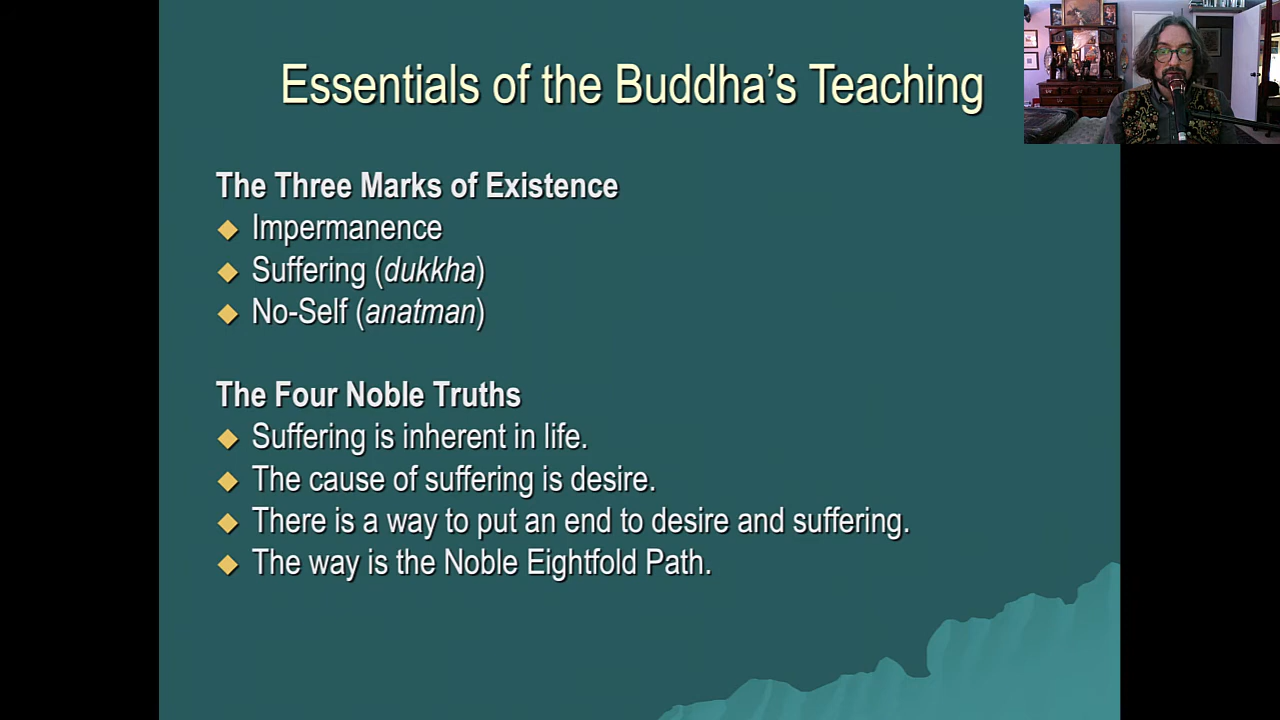 Essentials of the Buddha’s Teaching
The Three Marks of Existence
Impermanence
Suffering (dukkha)
No-Self (anatman)
The Four Noble Truths
Suffering is inherent in life.
The cause of suffering is desire.
There is a way to put an end to desire and suffering.
The way is the Noble Eightfold Path.